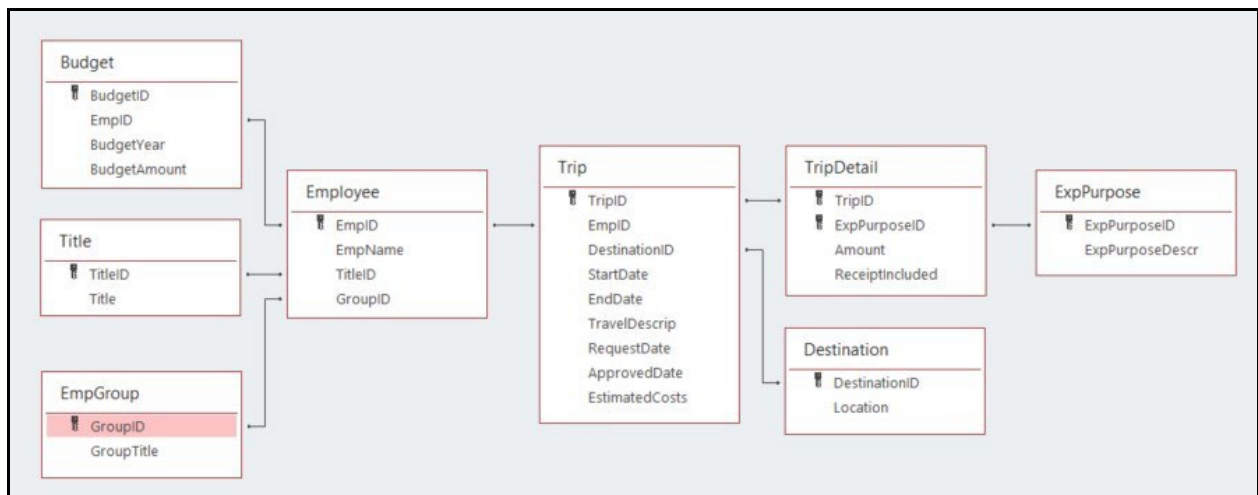 Budget
BudgetID
EmpID
BudgetYear
BudgetAmount
Title
TitleID
Title
EmpGroup
GroupID
GroupTitle
Employee
EmpID
EmpName
TitleID
GroupID
Trip
TripID
EmpID
DestinationID
StartDate
EndDate
TravelDescrip
RequestDate
ApprovedDate
EstimatedCosts
TripDetail
TripID
ExpPurposeID
Amount
ReceiptIncluded
Destination
DestinationID
Location
ExpPurpose
ExpPurposeID
ExpPurposeDescr